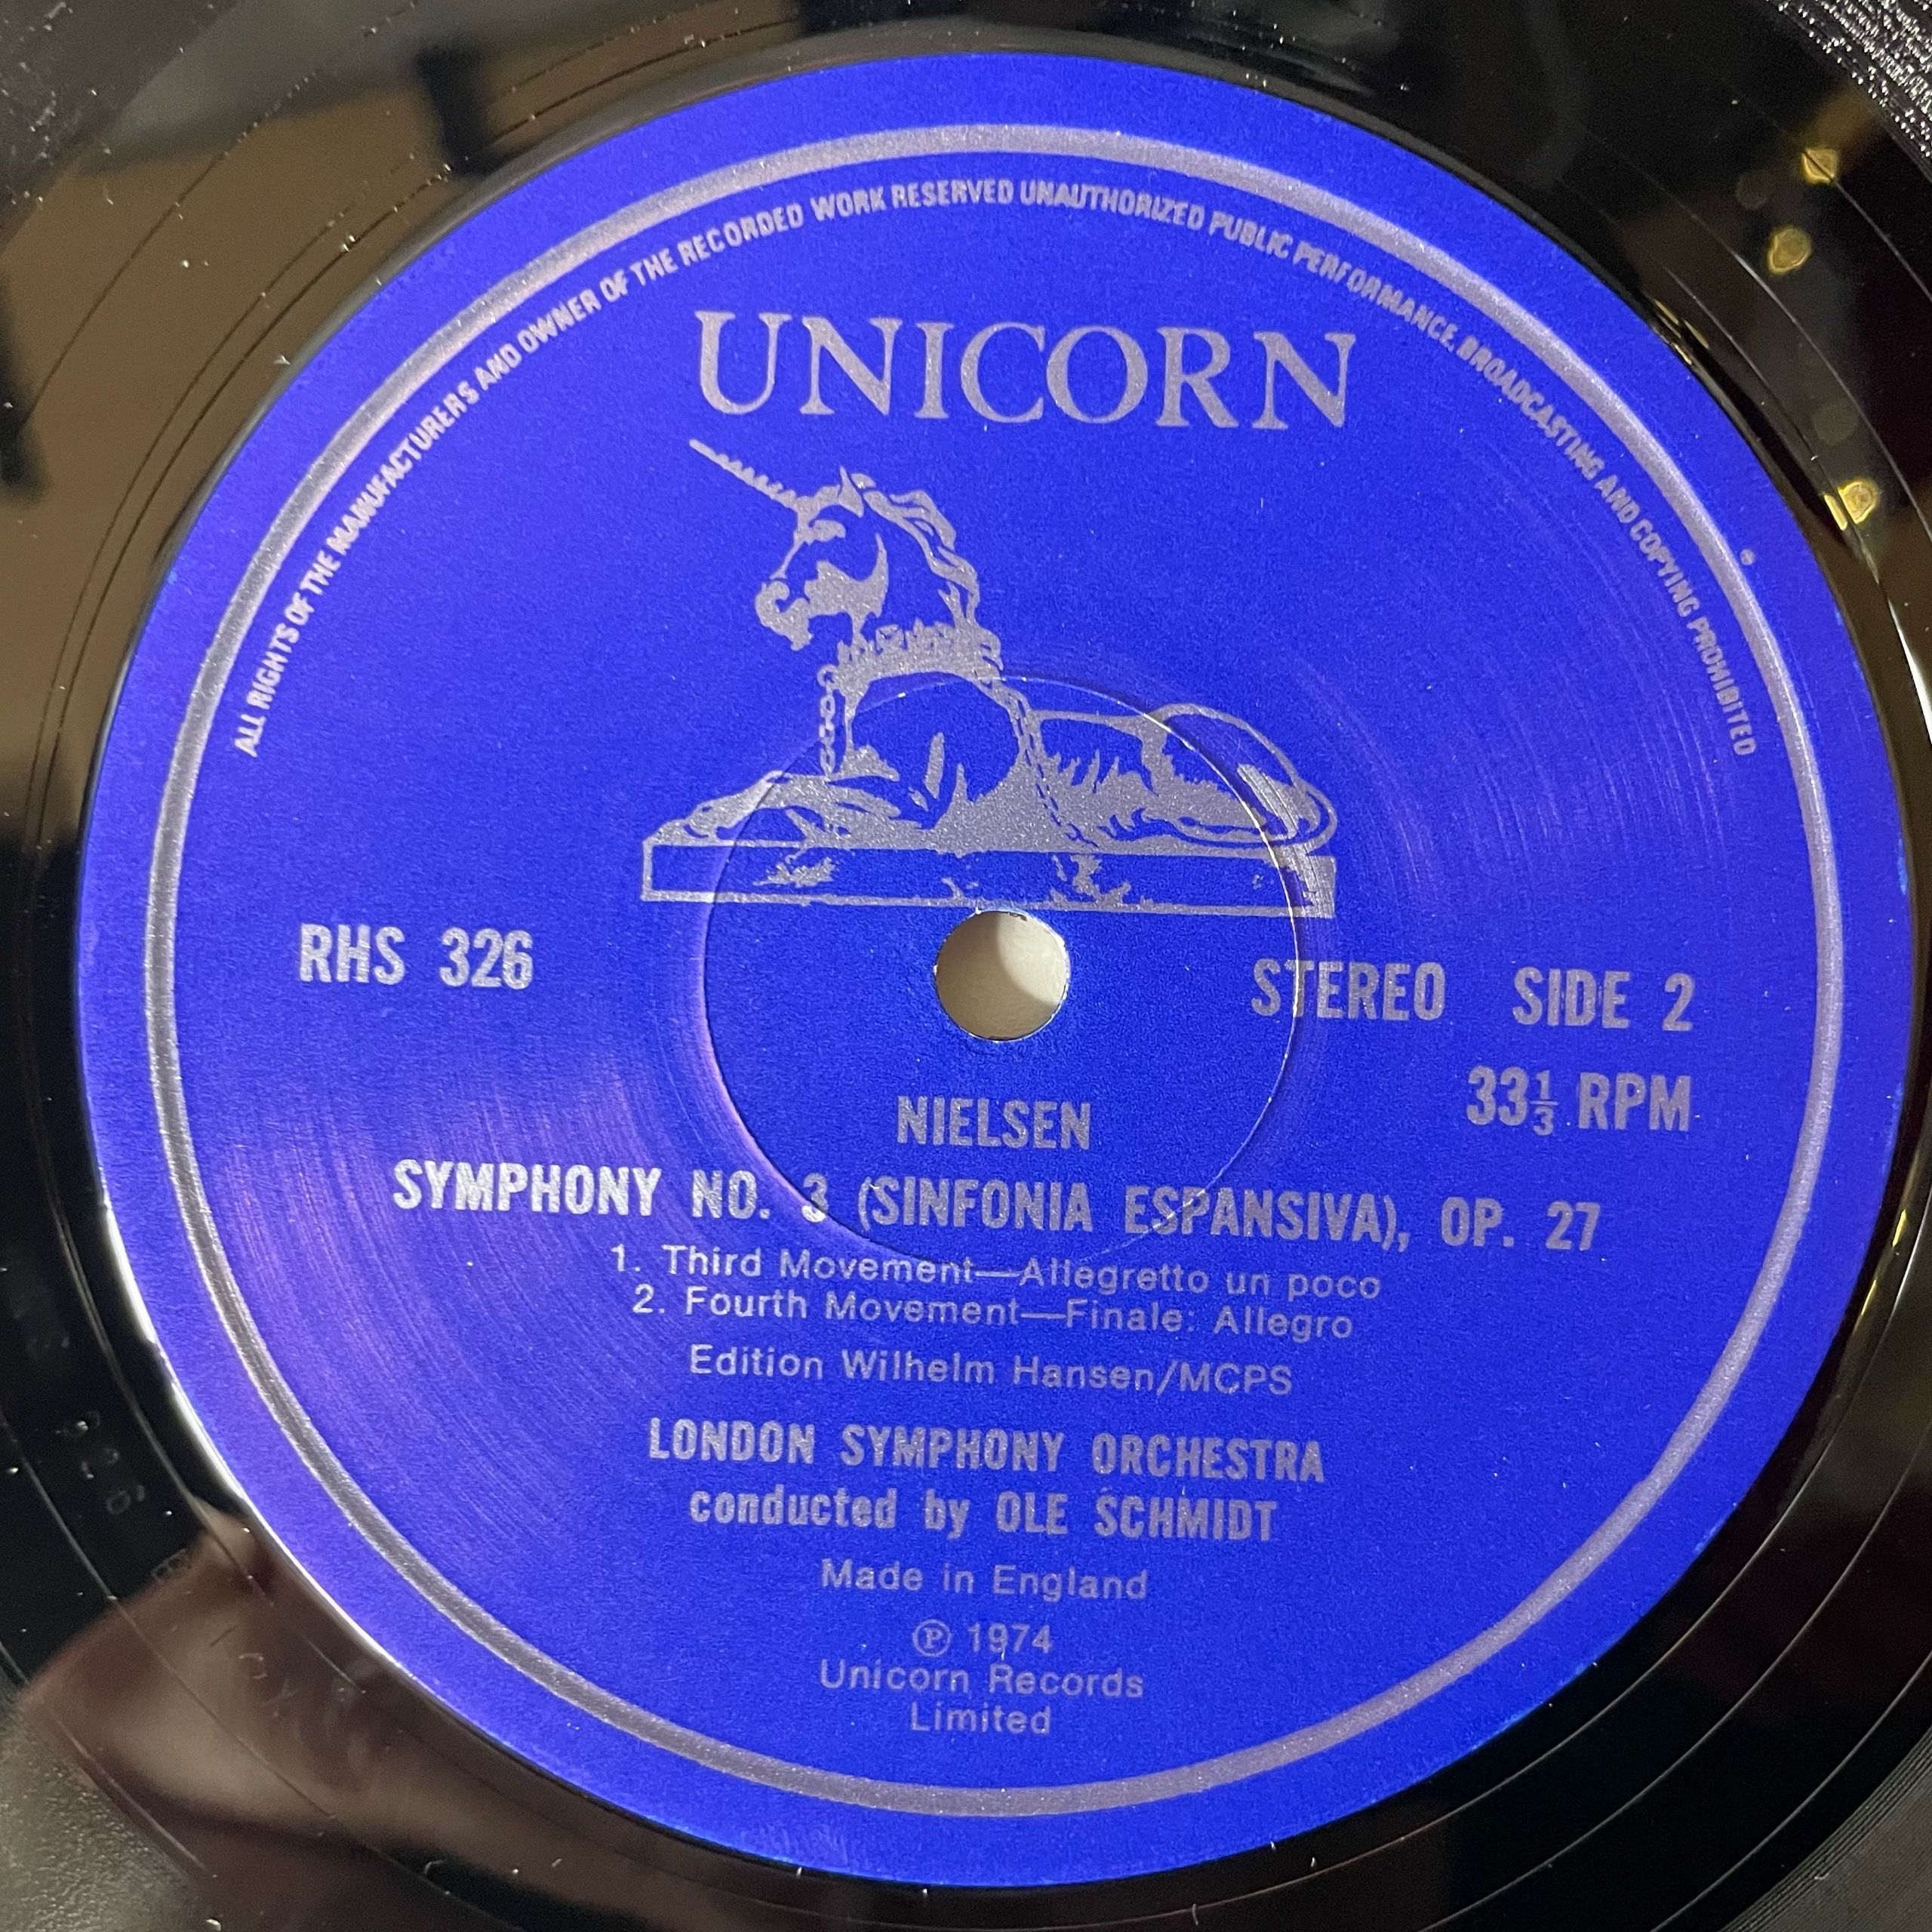 ALL RIGHTS OF THE MANUFACTURERS AND OWNER OF THE RECORDED WORK RESERVED UNAUTHORIZED PUBLIC PERFORMANCE, BROADCASTING AND COPYING PROHIBITED
UNICORN
RHS 326
STEREO SIDE 2
33⅓ RPM
NIELSEN
SYMPHONY NO. 3 (SINFONIA ESPANSIVA), OP. 27
1. Third Movement—Allegretto un poco
2. Fourth Movement—Finale: Allegro
Edition Wilhelm Hansen/MCPS
LONDON SYMPHONY ORCHESTRA
conducted by OLE SCHMIDT
Made in England
℗ 1974
Unicorn Records
Limited